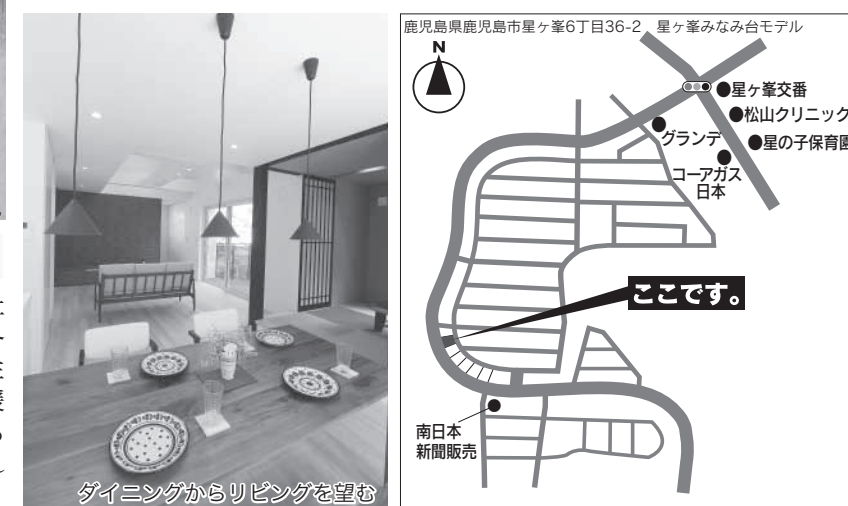 鹿児島県鹿児島市星ヶ峯6丁目36-2 星ヶ峯みなみ台モデル
N
星ヶ峯交番
松山クリニック
グランデ
星の子保育園
コーアガス
日本
ここです。
南日本
新聞販売
ダイニングからリビングを望む